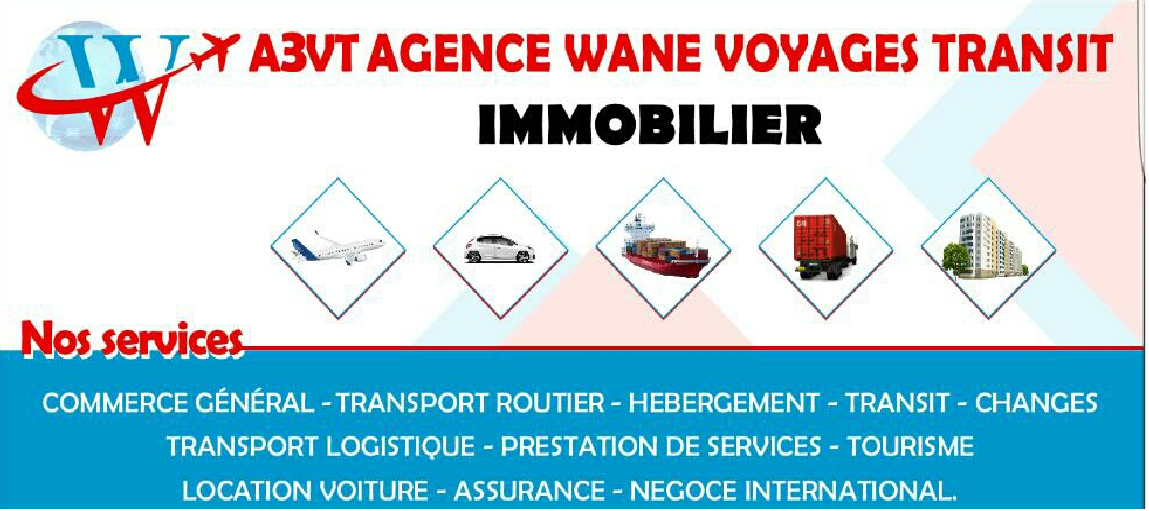 W A3VT AGENCE WANE VOYAGES TRANSIT
IMMOBILIER
Nos services
COMMERCE GÉNÉRAL - TRANSPORT ROUTIER - HEBERGEMENT - TRANSIT - CHANGES
TRANSPORT LOGISTIQUE - PRESTATION DE SERVICES - TOURISME
LOCATION VOITURE - ASSURANCE - NEGOCE INTERNATIONAL.